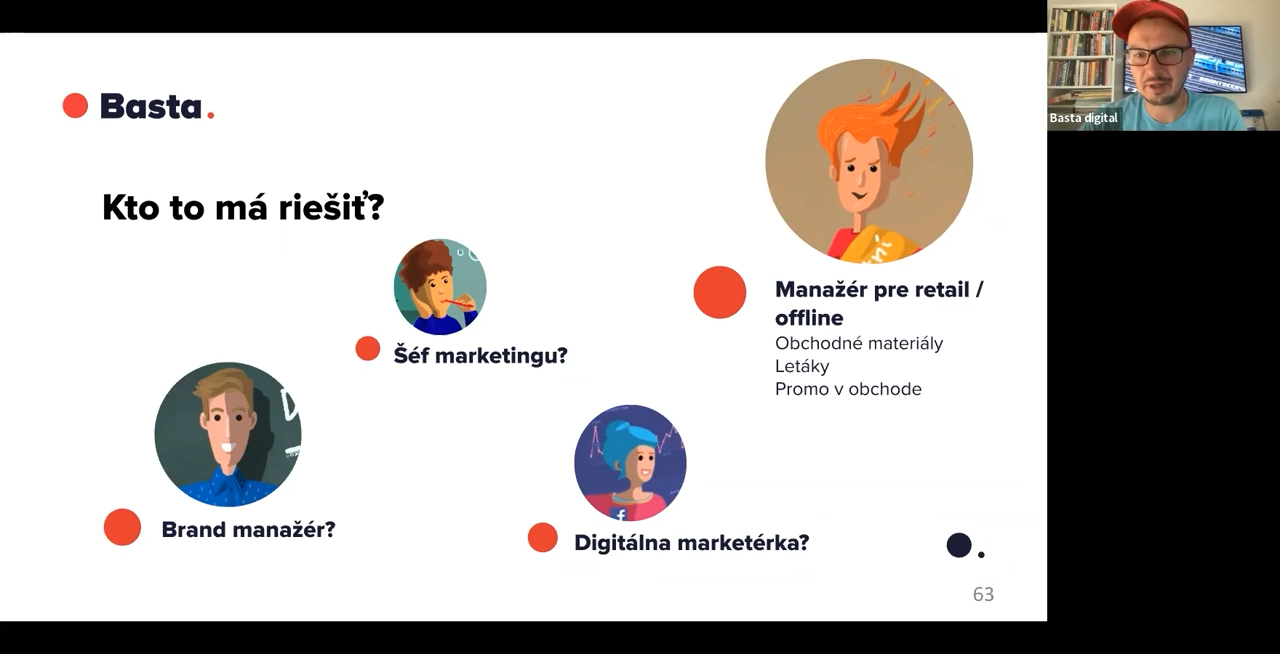 Basta.
Kto to má riešiť?
Šéf marketingu?
Brand manažér?
Digitálna marketérka?
Manažér pre retail /
offline
Obchodné materiály
Letáky
Promo v obchode
63
Basta digital